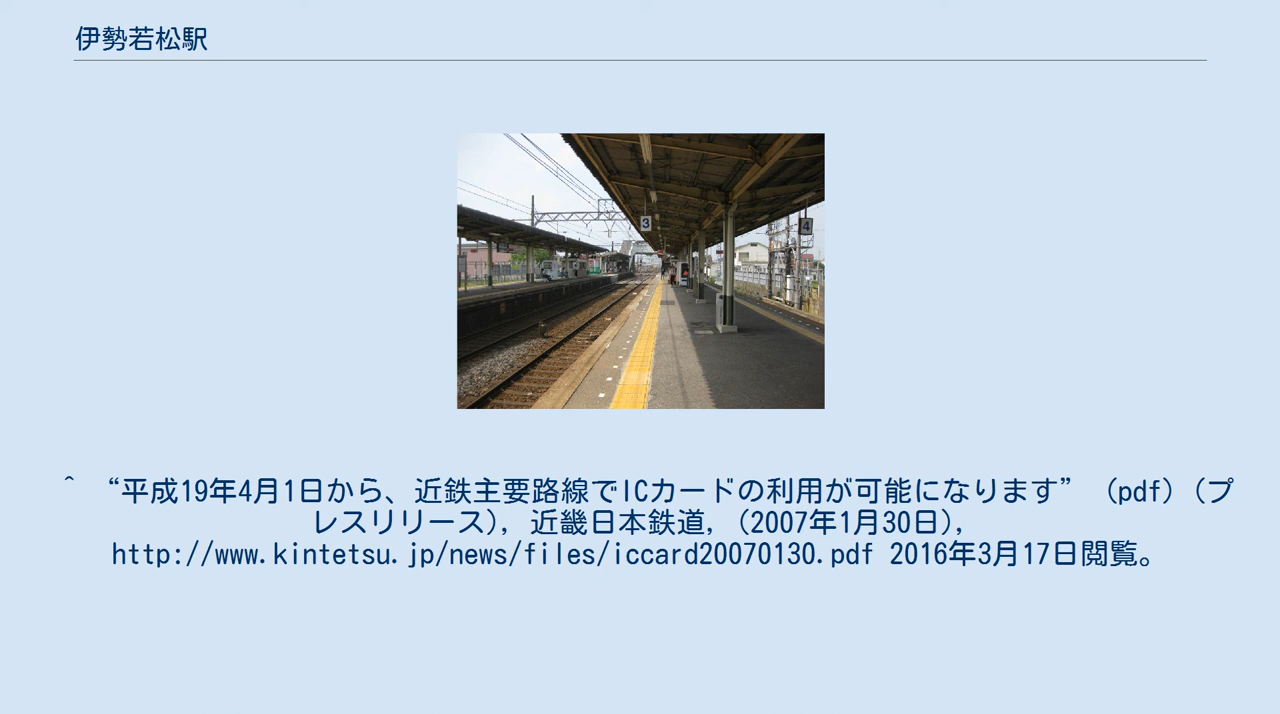 伊勢若松駅
3
4
^ “平成19年4月1日から、近鉄主要路線でICカードの利用が可能になります” (pdf) (プ
レスリリース), 近畿日本鉄道, (2007年1月30日),
http://www.kintetsu.jp/news/files/iccard20070130.pdf 2016年3月17日閲覧。